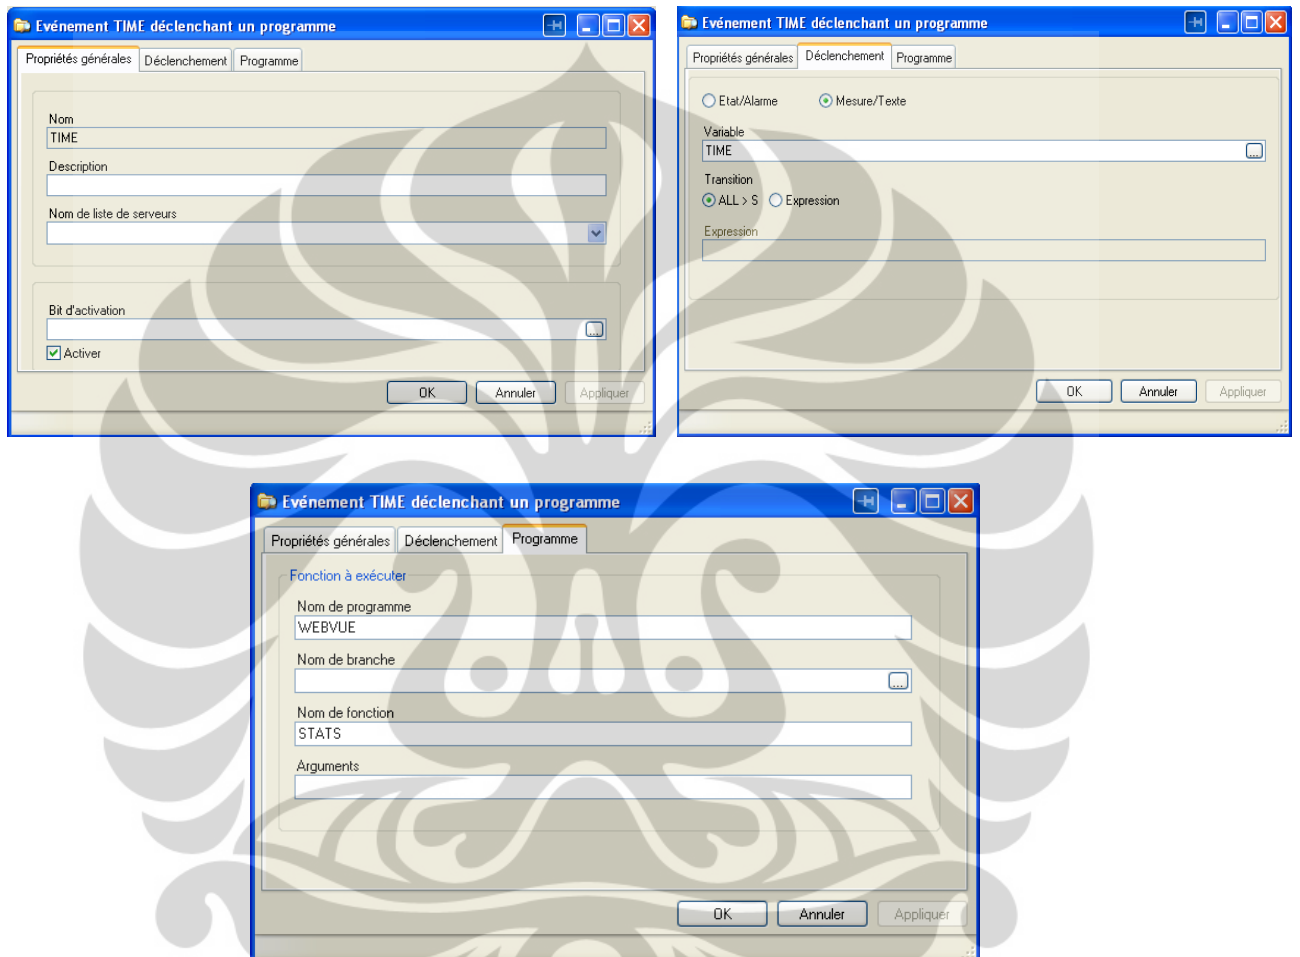 Evénement TIME déclenchant un programme
Propriétés générales Déclenchement Programme
Nom
TIME
Description
Nom de liste de serveurs
Bit d'activation
...
Activer
OK Annuler Appliquer
Evénement TIME déclenchant un programme
Propriétés générales Déclenchement Programme
Etat/Alarme Mesure/Texte
Variable
TIME
...
Transition
ALL > S Expression
Expression
OK Annuler Appliquer
Evénement TIME déclenchant un programme
Propriétés générales Déclenchement Programme
Fonction à exécuter
Nom de programme
WEBVUE
Nom de branche
...
Nom de fonction
STATS
Arguments
OK Annuler Appliquer